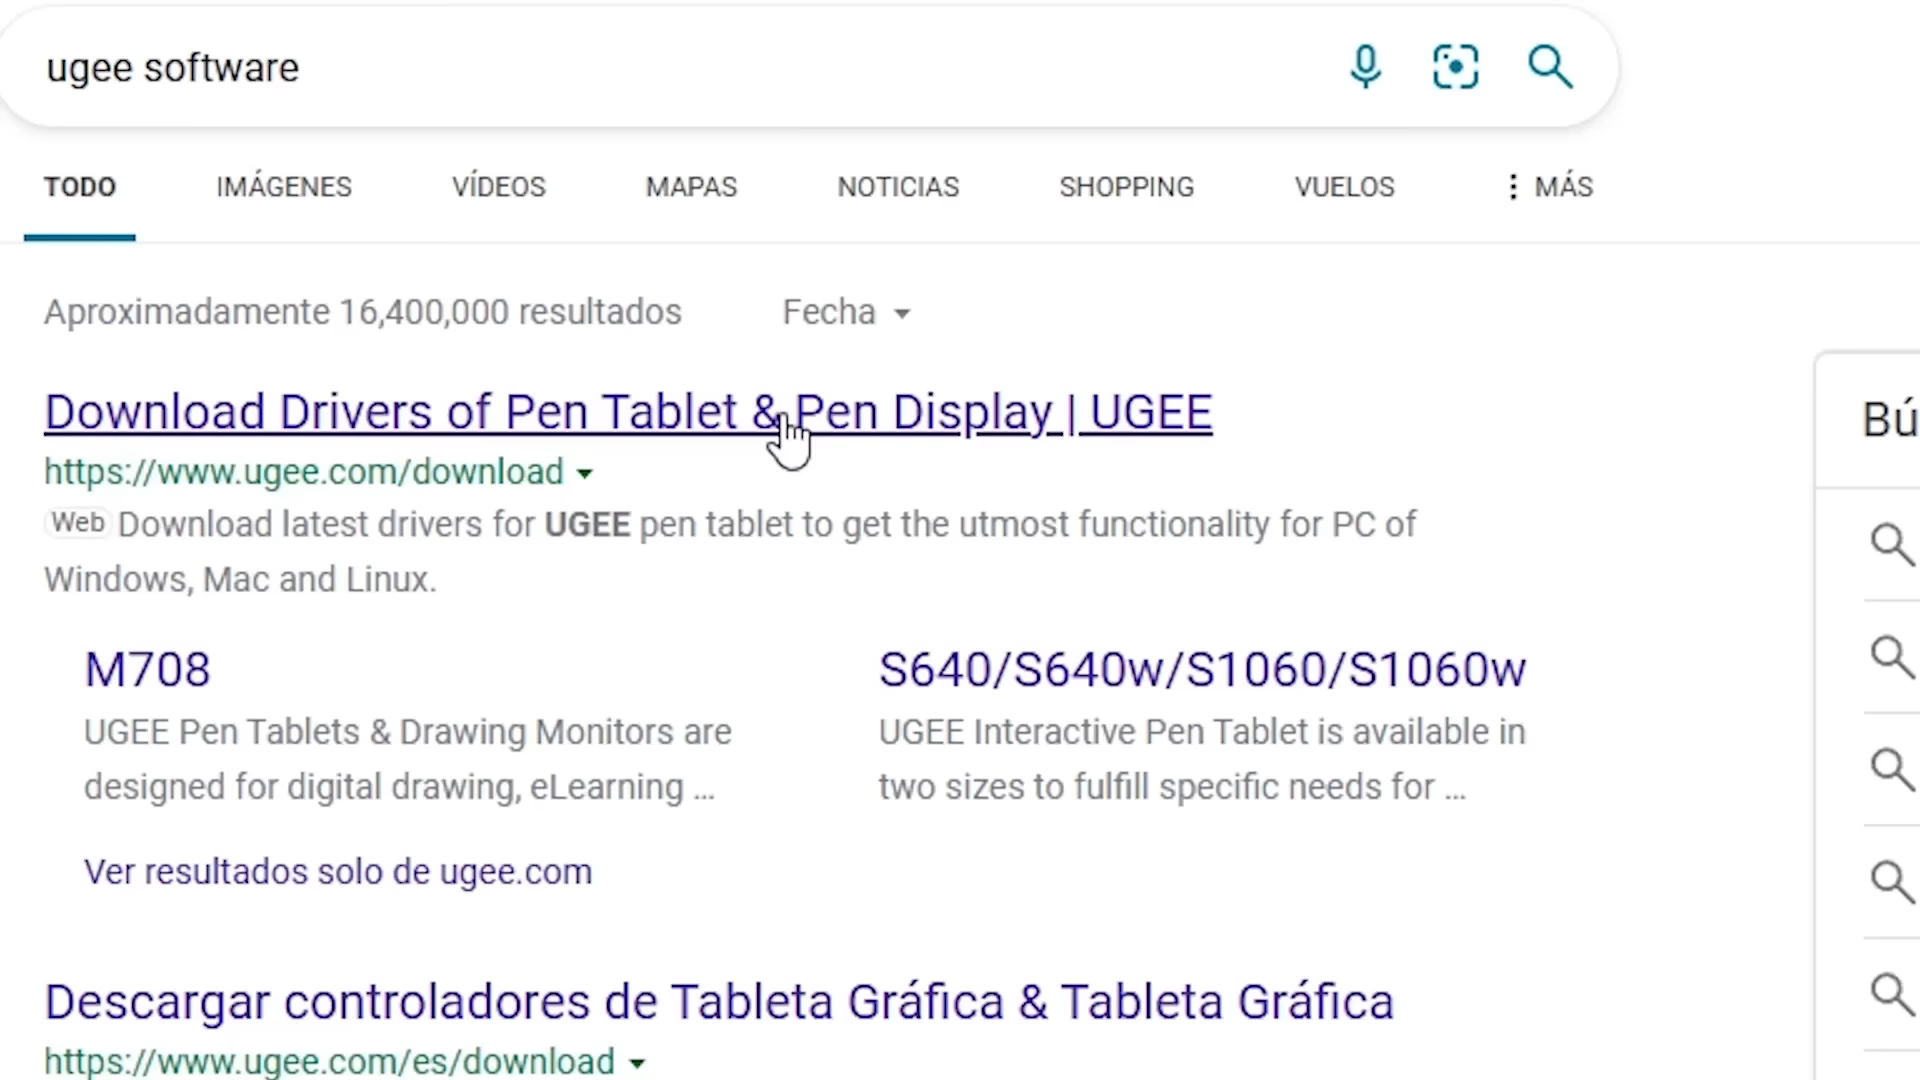 ugee software
TODO IMÁGENES VÍDEOS MAPAS NOTICIAS SHOPPING VUELOS MÁS
Aproximadamente 16,400,000 resultados Fecha
Download Drivers of Pen Tablet & Pen Display | UGEE
https://www.ugee.com/download
Web Download latest drivers for UGEE pen tablet to get the utmost functionality for PC of
Windows, Mac and Linux.
M708
UGEE Pen Tablets & Drawing Monitors are
designed for digital drawing, eLearning ...
S640/S640w/S1060/S1060w
UGEE Interactive Pen Tablet is available in
two sizes to fulfill specific needs for ...
Ver resultados solo de ugee.com
Descargar controladores de Tableta Gráfica & Tableta Gráfica
https://www.ugee.com/es/download
Bú